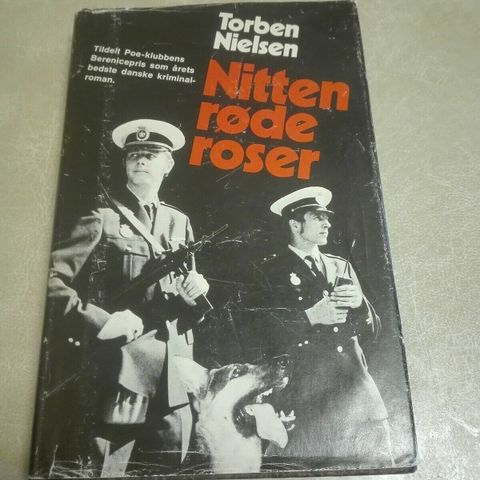 Torben
Nielsen
Tildelt Poe-klubbens
Berenicepris som årets
bedste danske kriminal-
roman.
Nitten
røde
roser